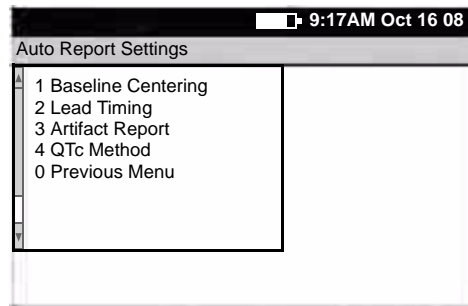 9:17AM Oct 16 08
Auto Report Settings
1 Baseline Centering
2 Lead Timing
3 Artifact Report
4 QTc Method
0 Previous Menu